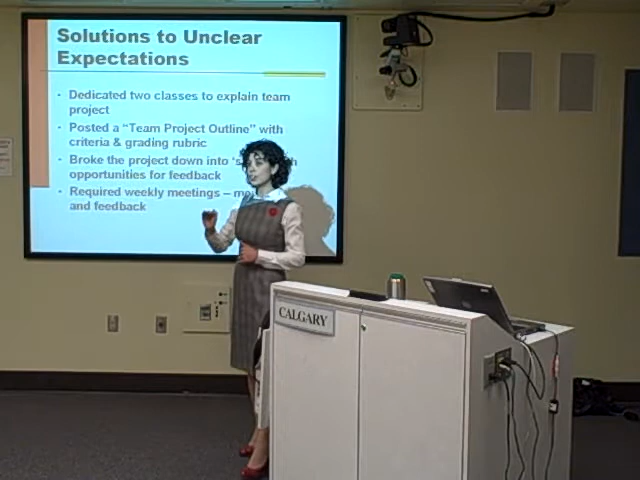 Solutions to Unclear
Expectations
• Dedicated two classes to explain team
project
• Posted a “Team Project Outline” with
criteria & grading rubric
• Broke the project down into
opportunities for feedback
• Required weekly meetings –
and feedback
CALGARY